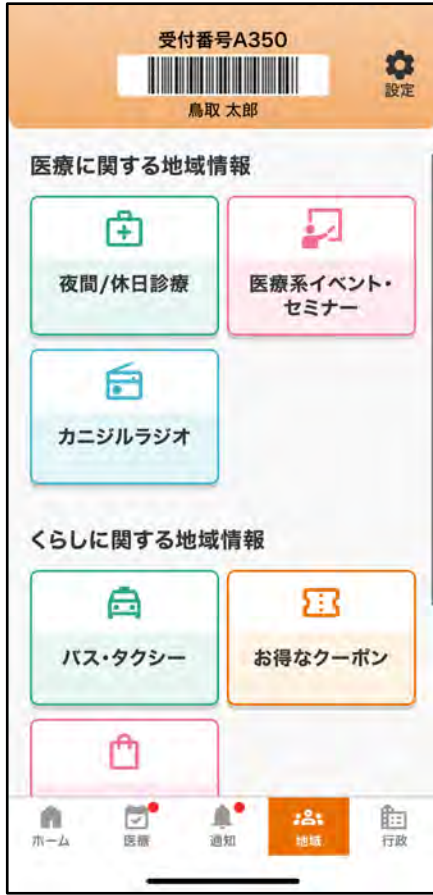 受付番号A350
設定
鳥取 太郎
医療に関する地域情報
夜間/休日診療
医療系イベント・
セミナー
カニジルラジオ
くらしに関する地域情報
バス・タクシー
お得なクーポン
ホーム
医療
通知
地域
行政